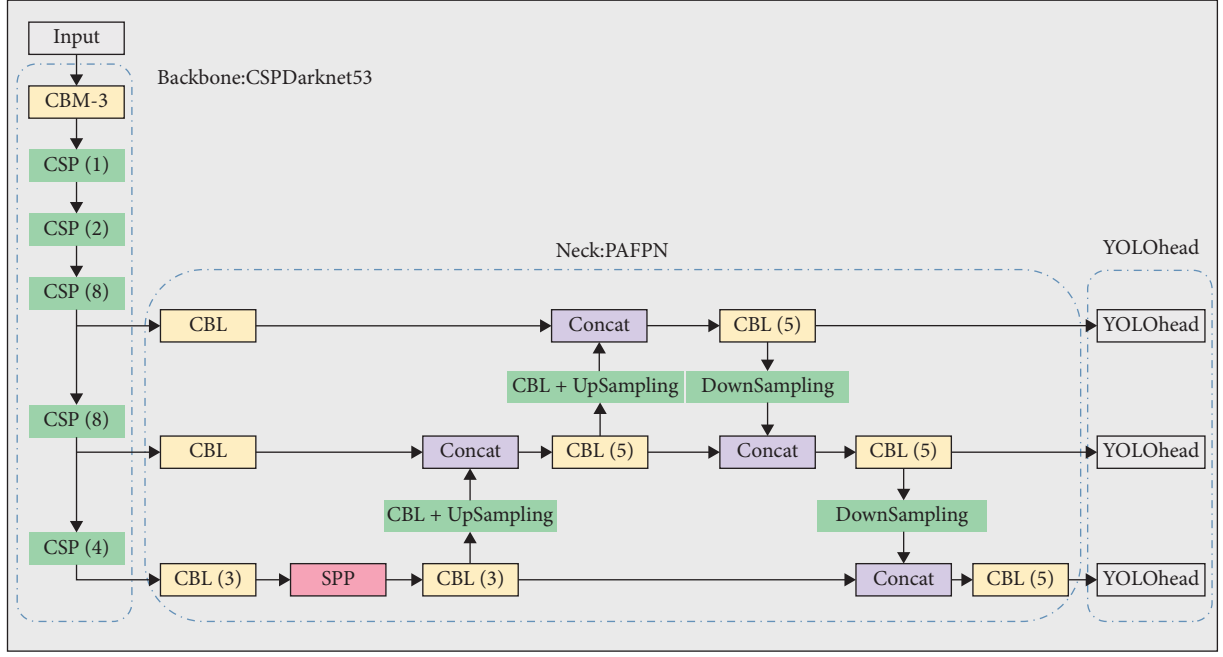 Input
Backbone:CSPDarknet53
CBM-3
CSP (1)
CSP (2)
Neck:PAFPN
YOLOhead
CSP (8)
CBL
Concat
CBL (5)
YOLOhead
CBL + UpSampling
DownSampling
CSP (8)
CBL
Concat
CBL (5)
Concat
CBL (5)
YOLOhead
CBL + UpSampling
DownSampling
CSP (4)
CBL (3)
SPP
CBL (3)
Concat
CBL (5)
YOLOhead